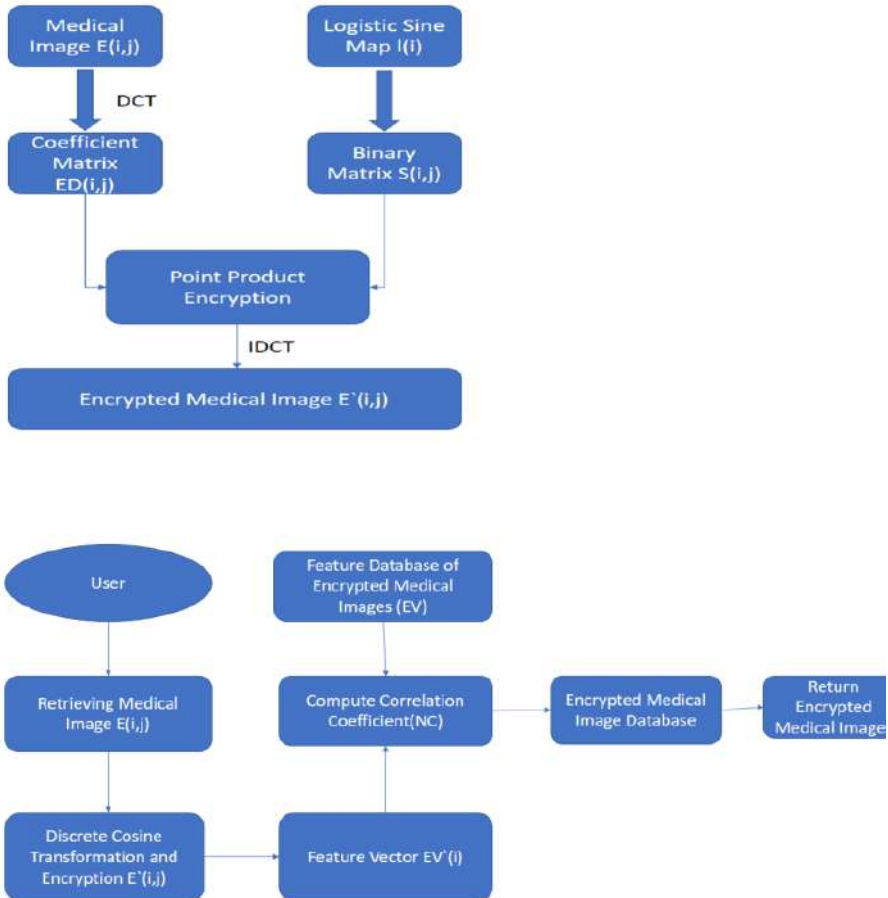 Medical
Image E(i,j)
Logistic Sine
Map l(i)
DCT
Coefficient
Matrix
ED(i,j)
Binary
Matrix S(i,j)
Point Product
Encryption
IDCT
Encrypted Medical Image E`(i,j)
User
Feature Database of
Encrypted Medical
Images (EV)
Retrieving Medical
Image E(i,j)
Compute Correlation
Coefficient(NC)
Encrypted Medical
Image Database
Return
Encrypted
Medical Image
Discrete Cosine
Transformation and
Encryption E`(i,j)
Feature Vector EV`(i)